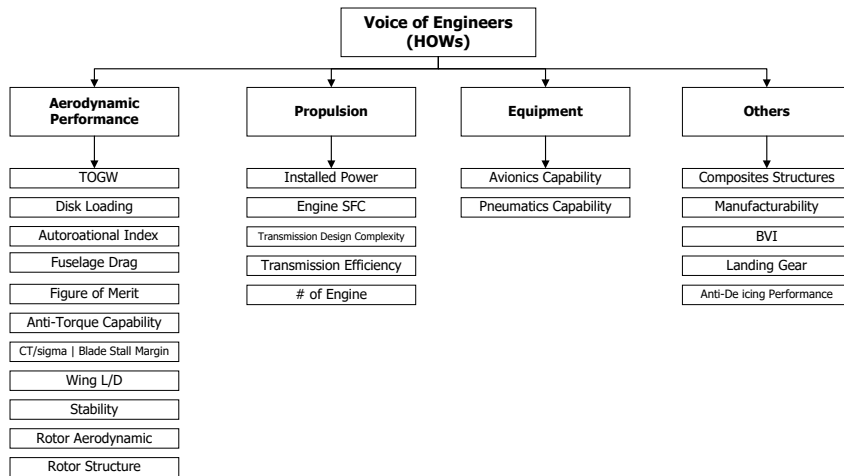 Voice of Engineers
(HOWs)
Aerodynamic
Performance
TOGW
Disk Loading
Autoroational Index
Fuselage Drag
Figure of Merit
Anti-Torque Capability
CT/sigma | Blade Stall Margin
Wing L/D
Stability
Rotor Aerodynamic
Rotor Structure
Propulsion
Installed Power
Engine SFC
Transmission Design Complexity
Transmission Efficiency
# of Engine
Equipment
Avionics Capability
Pneumatics Capability
Others
Composites Structures
Manufacturability
BVI
Landing Gear
Anti-De icing Performance